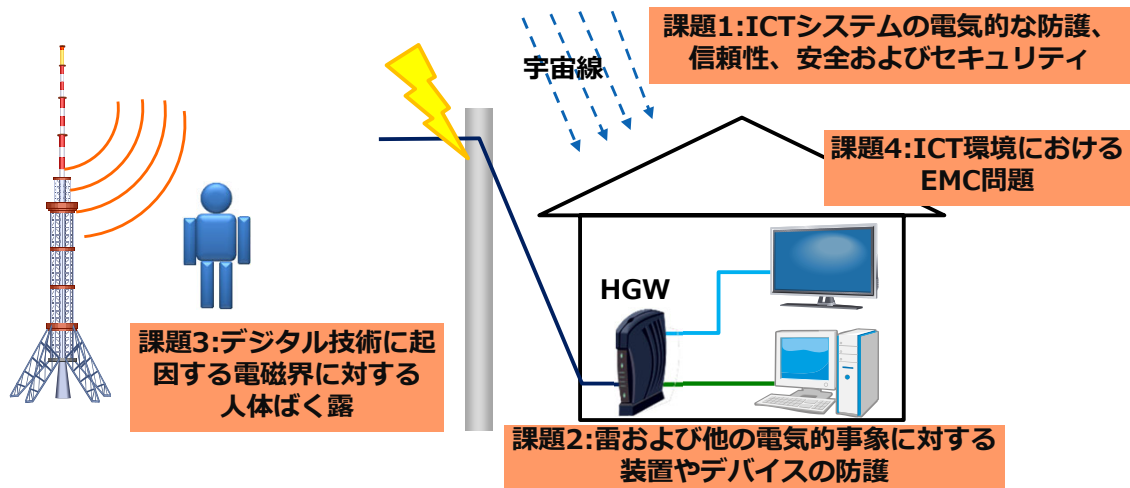 課題1:ICTシステムの電気的な防護、
信頼性、安全およびセキュリティ
宇宙線
課題4:ICT環境における
EMC問題
HGW
課題3:デジタル技術に起
因する電磁界に対する
人体ばく露
課題2:雷および他の電気的事象に対する
装置やデバイスの防護